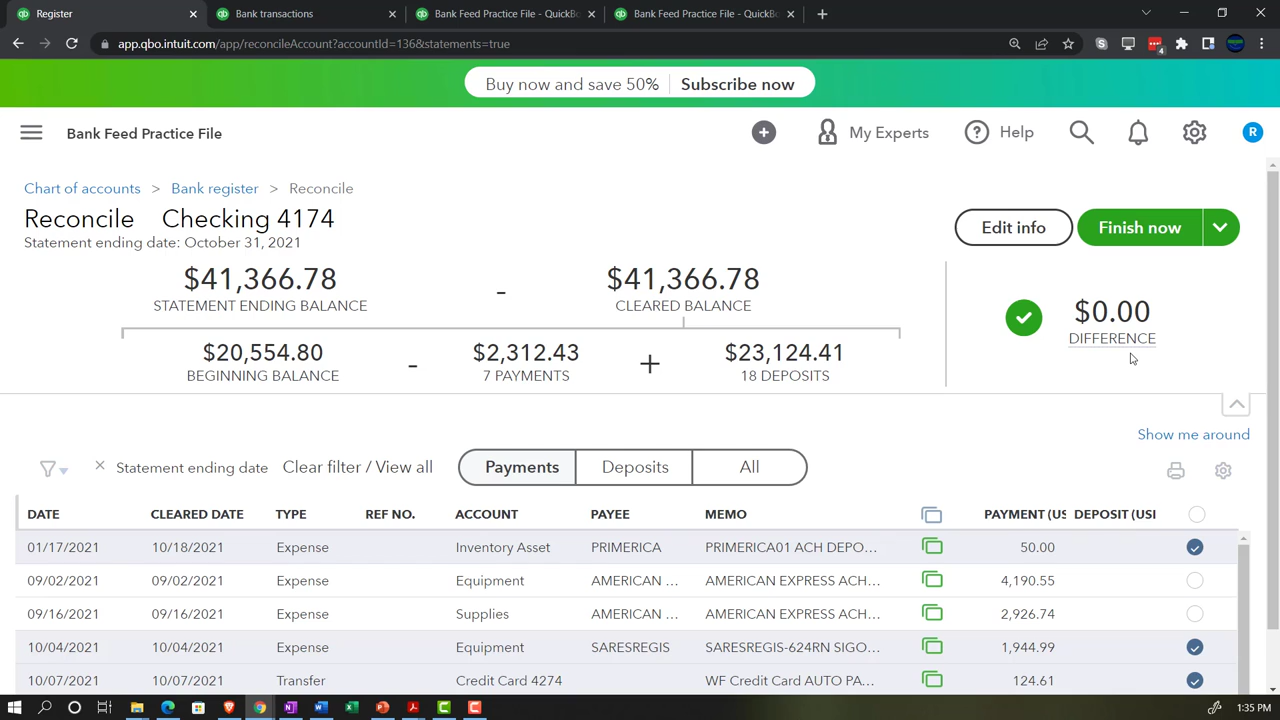 Register
Bank transactions
Bank Feed Practice File - QuickBo
Bank Feed Practice File - QuickBo
app.qbo.intuit.com/app/reconcileAccount?accountId=136&statements=true
4
Buy now and save 50% Subscribe now
Bank Feed Practice File
My Experts
Help
R
Chart of accounts > Bank register > Reconcile
Reconcile Checking 4174
Statement ending date: October 31, 2021
Edit info
Finish now
$41,366.78 - $41,366.78
STATEMENT ENDING BALANCE CLEARED BALANCE
$0.00
DIFFERENCE
$20,554.80 - $2,312.43 + $23,124.41
BEGINNING BALANCE 7 PAYMENTS 18 DEPOSITS
Show me around
Statement ending date Clear filter / View all Payments Deposits All
DATE CLEARED DATE TYPE REF NO. ACCOUNT PAYEE MEMO PAYMENT (US DEPOSIT (USI
01/17/2021 10/18/2021 Expense Inventory Asset PRIMERICA PRIMERICA01 ACH DEPO... 50.00
09/02/2021 09/02/2021 Expense Equipment AMERICAN ... AMERICAN EXPRESS ACH... 4,190.55
09/16/2021 09/16/2021 Expense Supplies AMERICAN ... AMERICAN EXPRESS ACH... 2,926.74
10/04/2021 10/04/2021 Expense Equipment SARESREGIS SARESREGIS-624RN SIGO... 1,944.99
10/07/2021 10/07/2021 Transfer Credit Card 4274 WF Credit Card AUTO PA... 124.61
1:35 PM